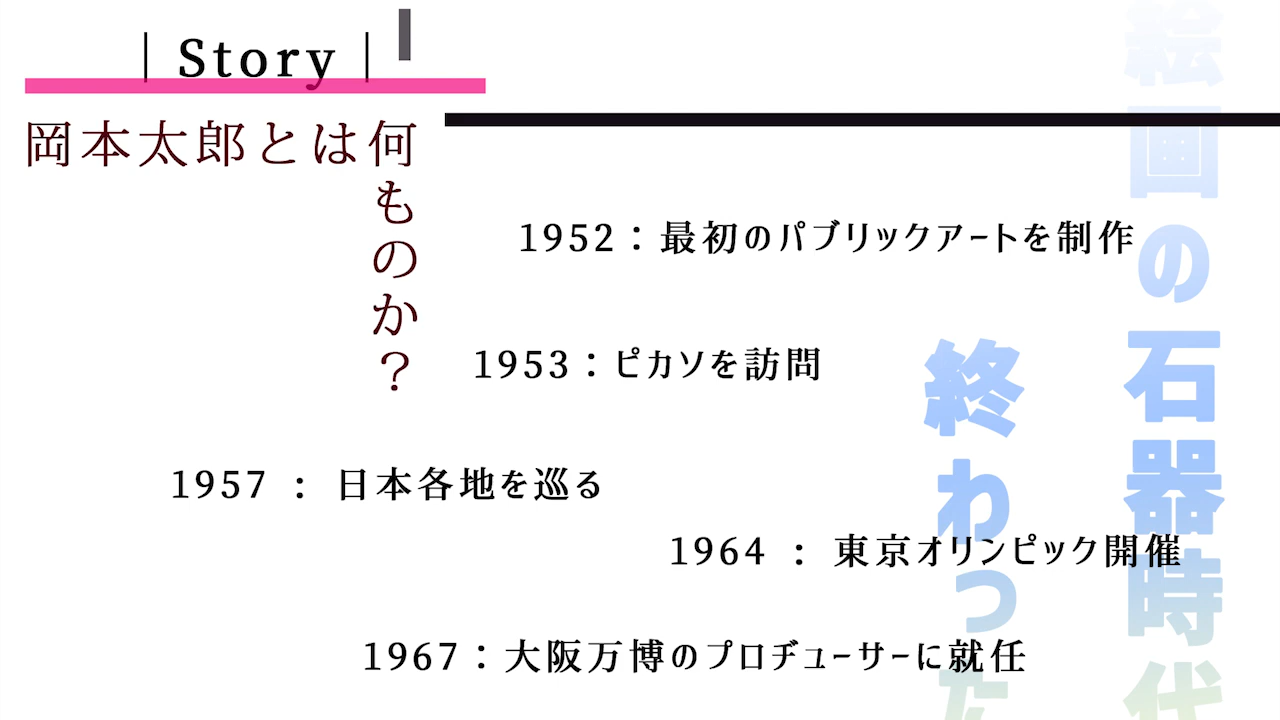 | Story |
岡本太郎とは何ものか？
1952：最初のパブリックアートを制作
1953：ピカソを訪問
1957 : 日本各地を巡る
1964 : 東京オリンピック開催
1967：大阪万博のプロヂューサーに就任
絵画の石器時代
終わった